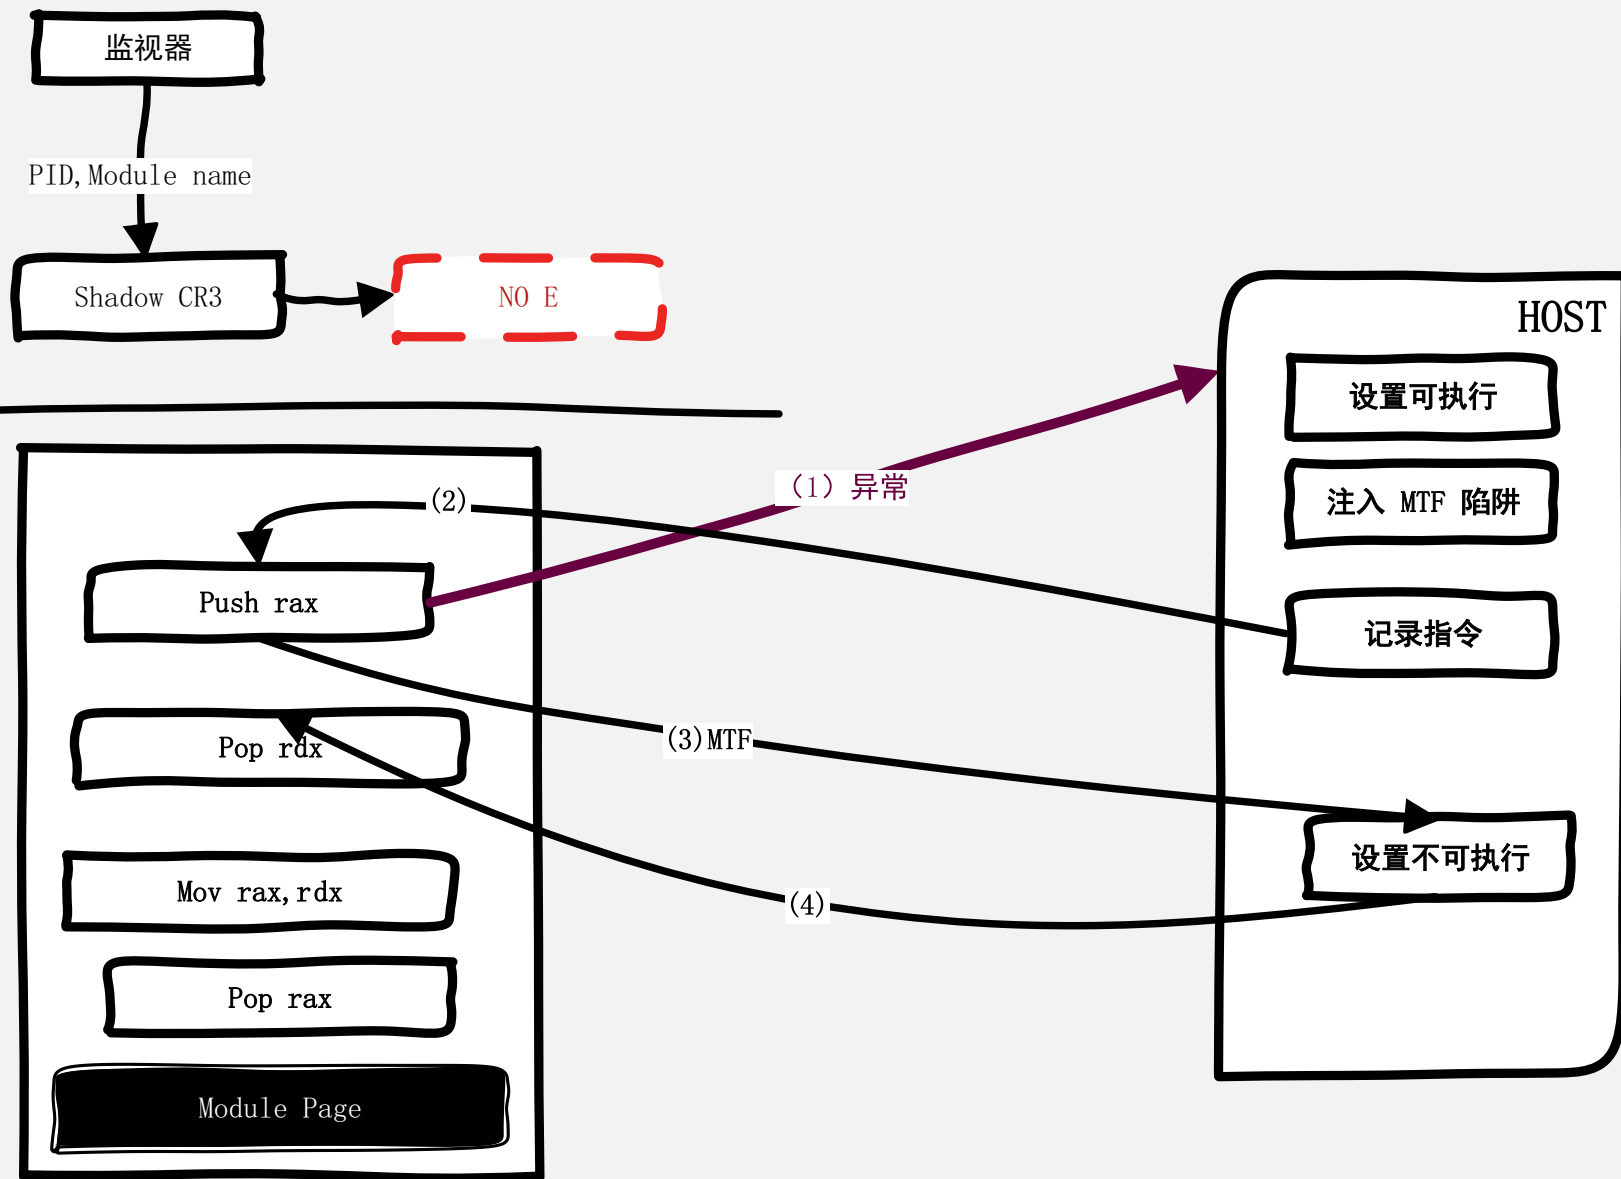 监视器
PID,Module name
Shadow CR3
NO E
HOST
设置可执行
(1) 异常
注入 MTF 陷阱
(2)
Push rax
记录指令
(3)MTF
Pop rdx
设置不可执行
Mov rax,rdx
(4)
Pop rax
Module Page